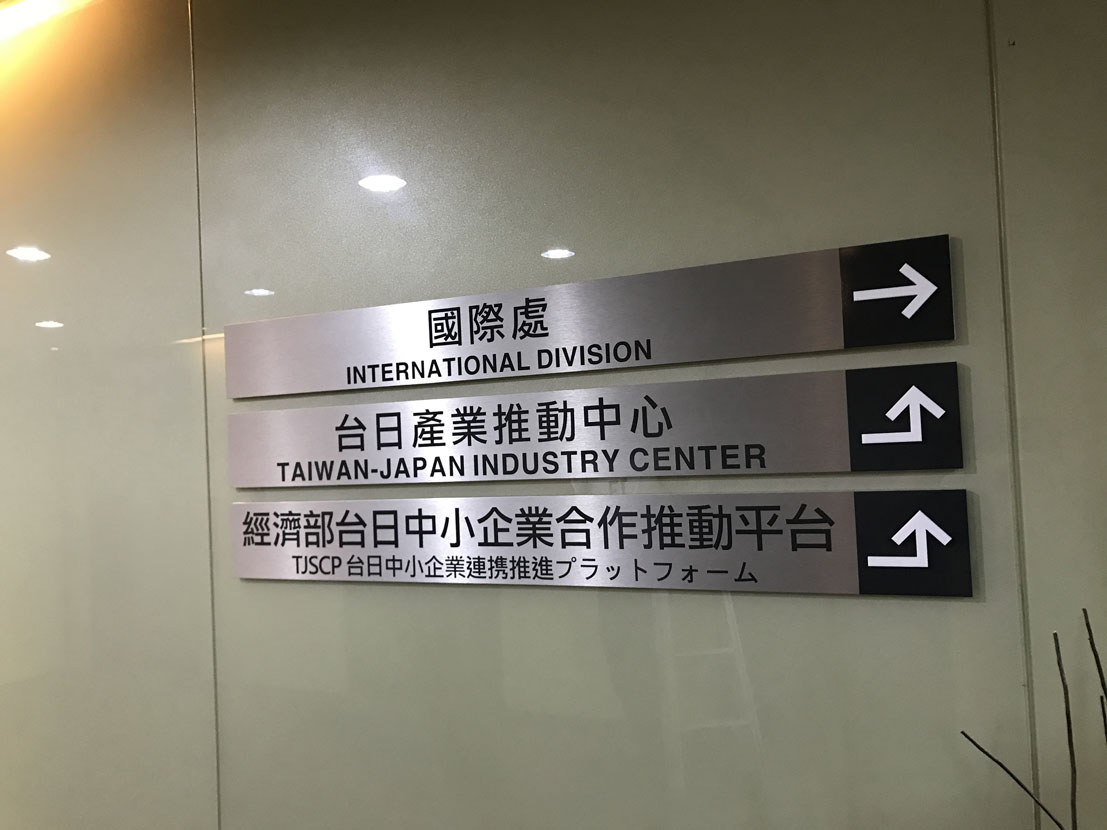 國際處
INTERNATIONAL DIVISION
台日產業推動中心
TAIWAN-JAPAN INDUSTRY CENTER
經濟部台日中小企業合作推動平台
TJSCP 台日中小企業連携推進プラットフォーム